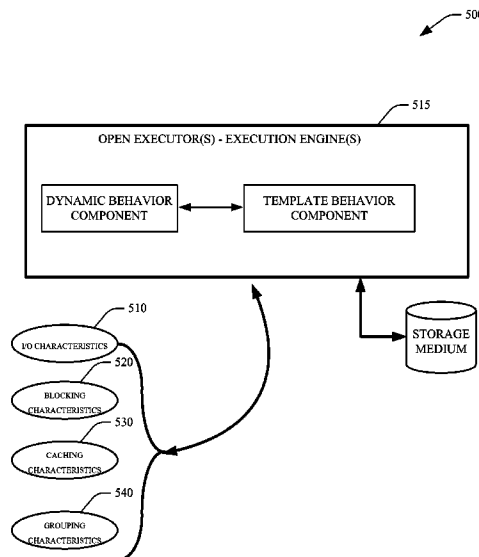 500
515
OPEN EXECUTOR(S) - EXECUTION ENGINE(S)
DYNAMIC BEHAVIOR
COMPONENT
TEMPLATE BEHAVIOR
COMPONENT
510
I/O CHARACTERISTICS
520
BLOCKING
CHARACTERISTICS
530
CACHING
CHARACTERISTICS
540
GROUPING
CHARACTERISTICS
STORAGE
MEDIUM